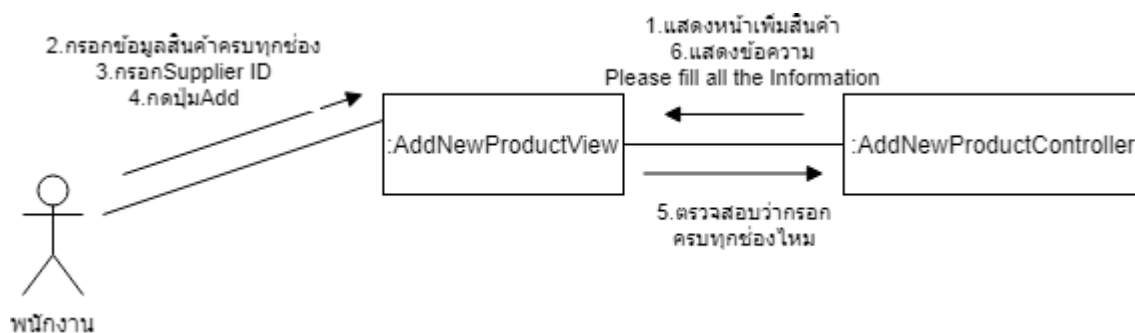 2.กรอกข้อมูลสินค้าครบทุกช่อง
3.กรอกSupplier ID
4.กดปุ่มAdd
1.แสดงหน้าเพิ่มสินค้า
6.แสดงข้อความ
Please fill all the Information
:AddNewProductView
:AddNewProductController
5.ตรวจสอบว่ากรอก
ครบทุกช่องไหม
พนักงาน